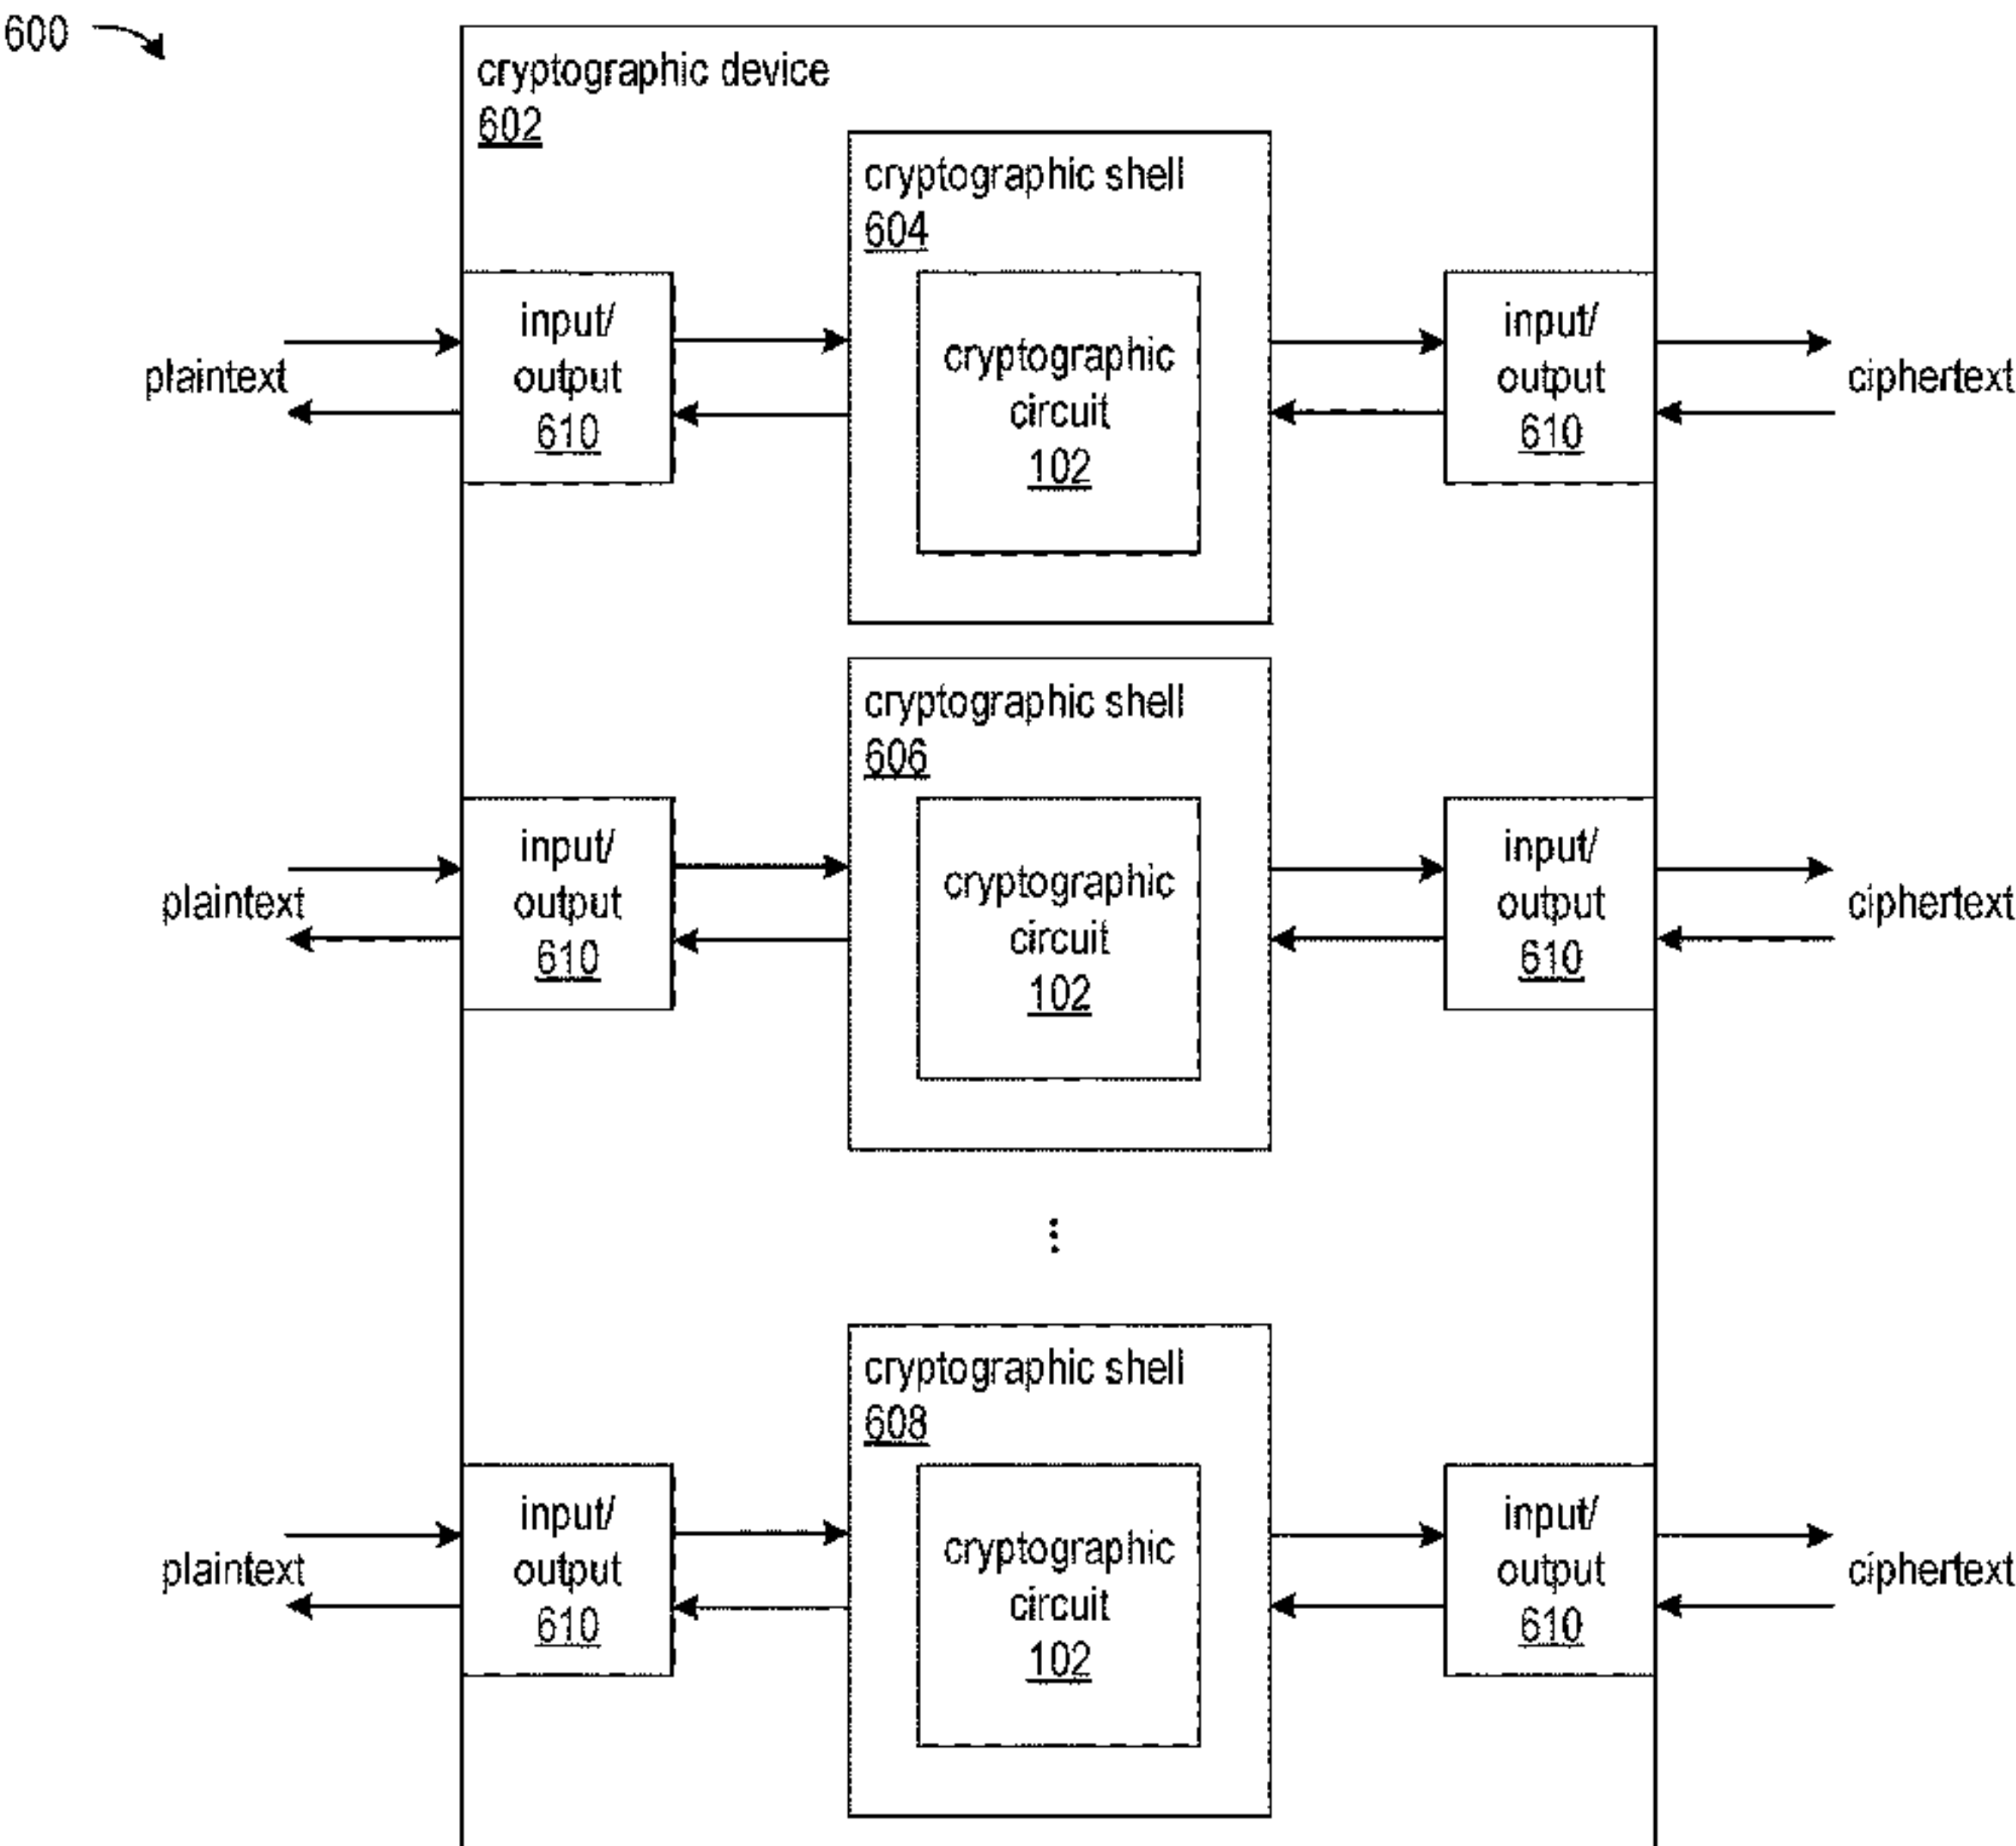 600
cryptographic device
602
cryptographic shell
604
plaintext
input/
output
610
cryptographic
circuit
102
input/
output
610
ciphertext
cryptographic shell
606
plaintext
input/
output
610
cryptographic
circuit
102
input/
output
610
ciphertext
⋮
cryptographic shell
608
plaintext
input/
output
610
cryptographic
circuit
102
input/
output
610
ciphertext